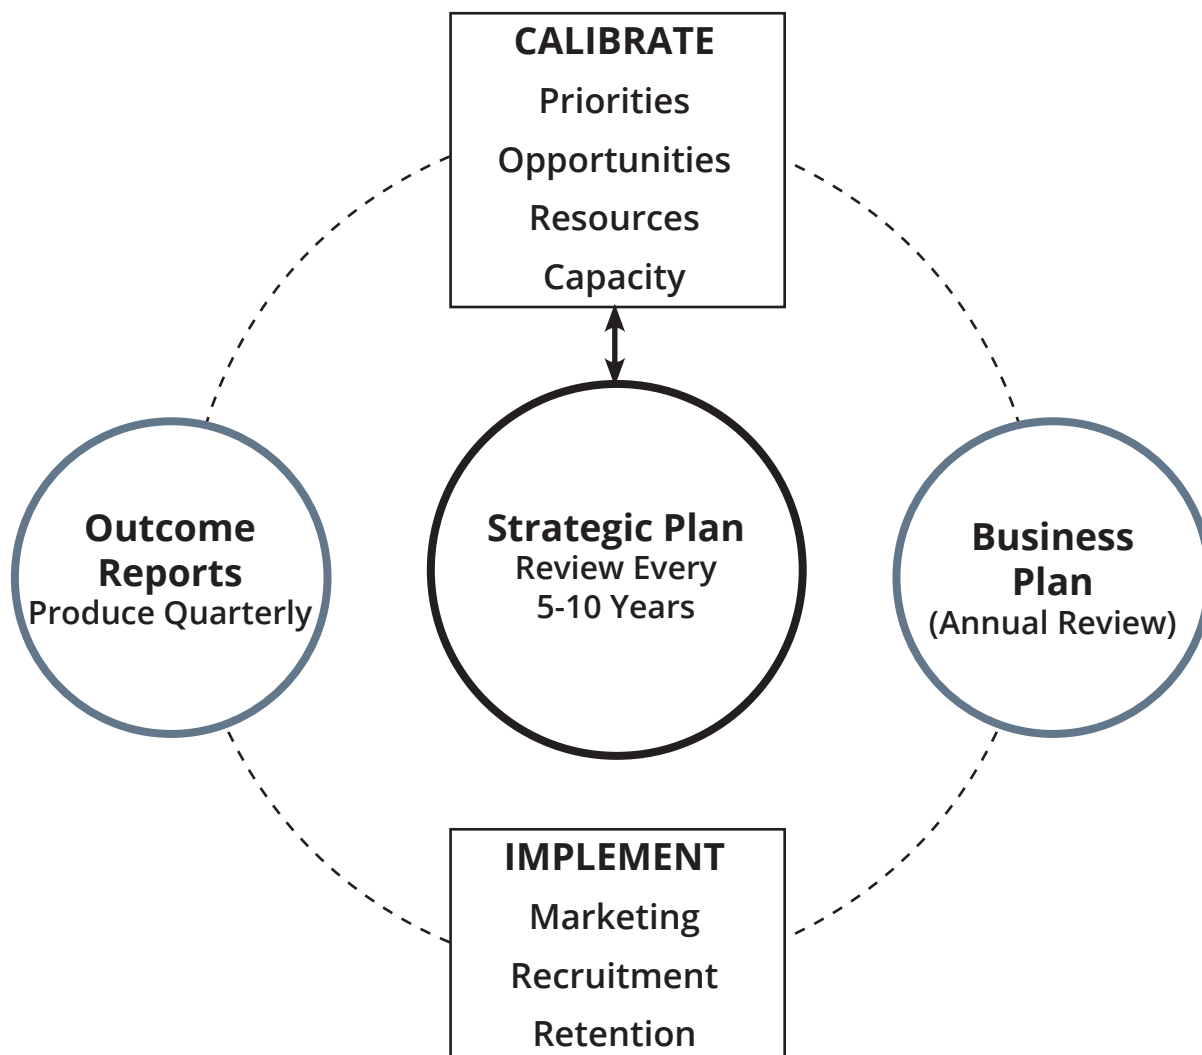 CALIBRATE
Priorities
Opportunities
Resources
Capacity
Outcome
Reports
Produce Quarterly
Strategic Plan
Review Every
5-10 Years
Business
Plan
(Annual Review)
IMPLEMENT
Marketing
Recruitment
Retention